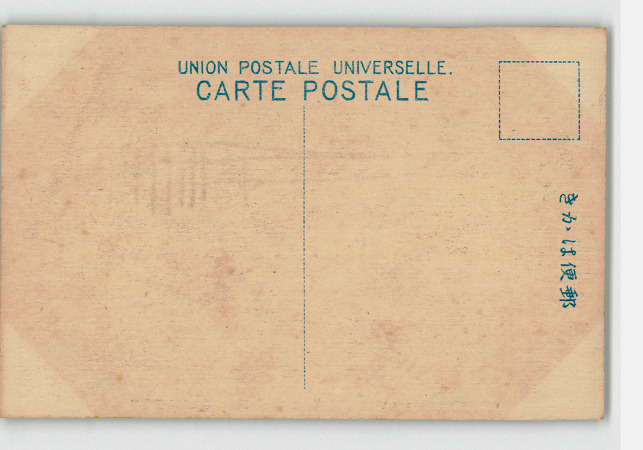 UNION POSTALE UNIVERSELLE.
CARTE POSTALE
郵便はかき